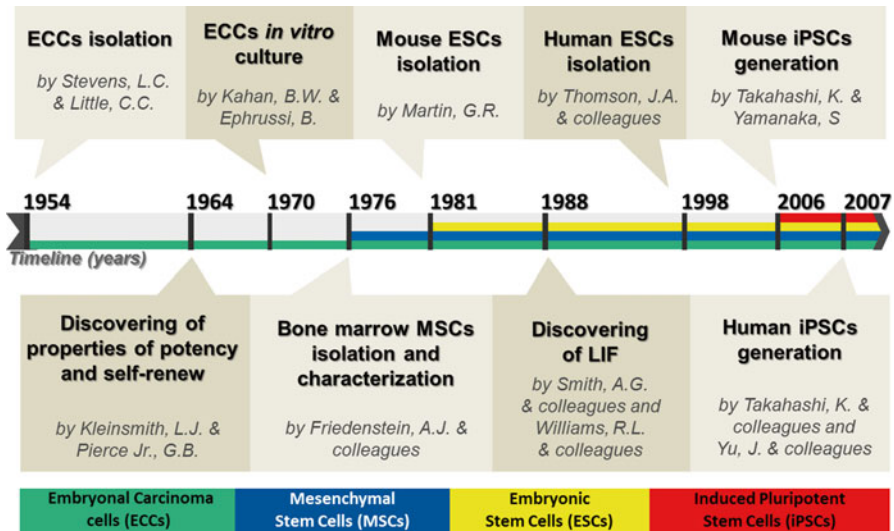 ECCs isolation
by Stevens, L.C.
& Little, C.C.
ECCs in vitro
culture
by Kahan, B.W. &
Ephrussi, B.
Mouse ESCs
isolation
by Martin, G.R.
Human ESCs
isolation
by Thomson, J.A.
& colleagues
Mouse iPSCs
generation
by Takahashi, K. &
Yamanaka, S
1954
1964
1970
1976
1981
1988
1998
2006
2007
Timeline (years)
Discovering of
properties of potency
and self-renew
by Kleinsmith, L.J. &
Pierce Jr., G.B.
Bone marrow MSCs
isolation and
characterization
by Friedenstein, A.J. &
colleagues
Discovering
of LIF
by Smith, A.G.
& colleagues and
Williams, R.L.
& colleagues
Human iPSCs
generation
by Takahashi, K. &
colleagues and
Yu, J. & colleagues
Embryonal Carcinoma
cells (ECCs)
Mesenchymal
Stem Cells (MSCs)
Embryonic
Stem Cells (ESCs)
Induced Pluripotent
Stem Cells (iPSCs)